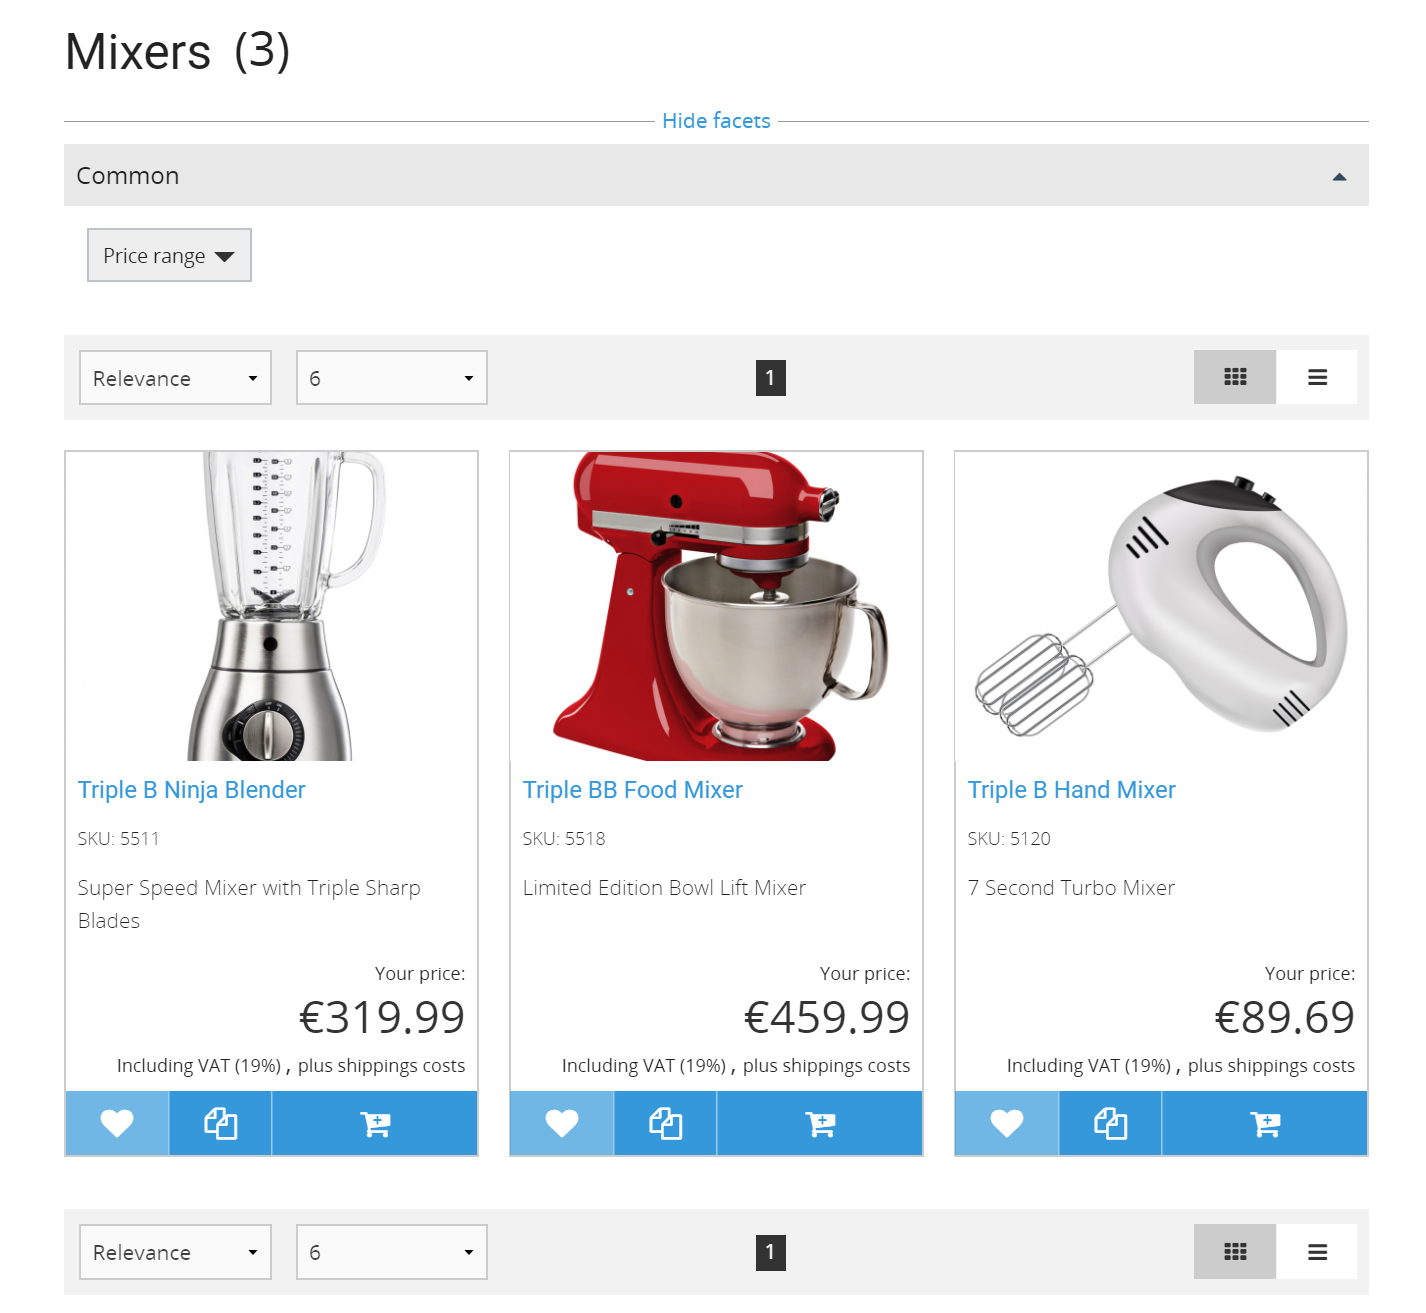 Mixers (3)
Hide facets
Common
Price range
Relevance 6 1
Triple B Ninja Blender
SKU: 5511
Super Speed Mixer with Triple Sharp
Blades
Your price:
€319.99
Including VAT (19%) , plus shippings costs
Triple BB Food Mixer
SKU: 5518
Limited Edition Bowl Lift Mixer
Your price:
€459.99
Including VAT (19%) , plus shippings costs
Triple B Hand Mixer
SKU: 5120
7 Second Turbo Mixer
Your price:
€89.69
Including VAT (19%) , plus shippings costs
Relevance 6 1